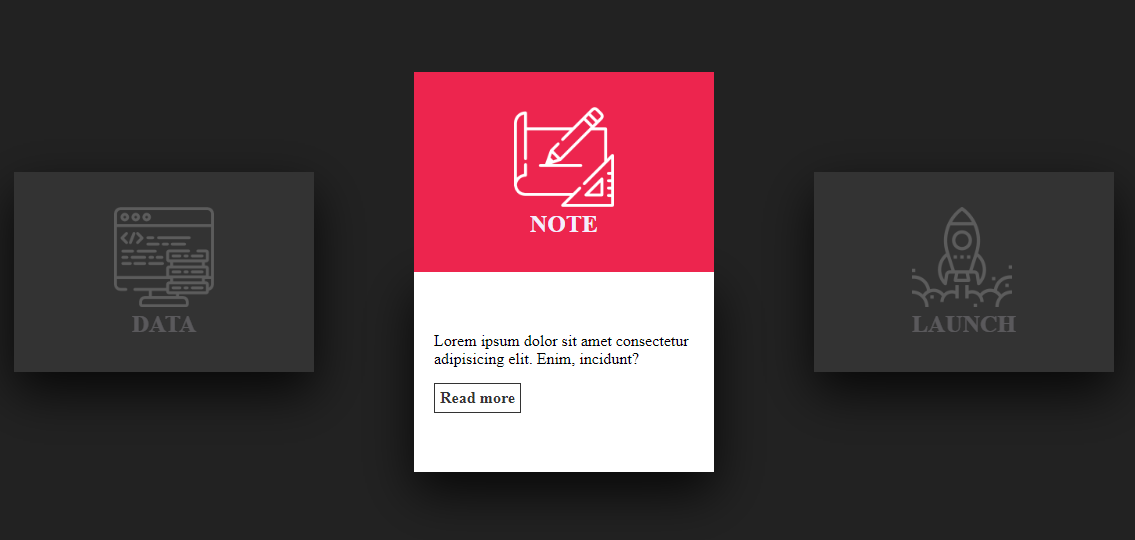 DATA
NOTE
Lorem ipsum dolor sit amet consectetur
adipisicing elit. Enim, incidunt?
Read more
LAUNCH